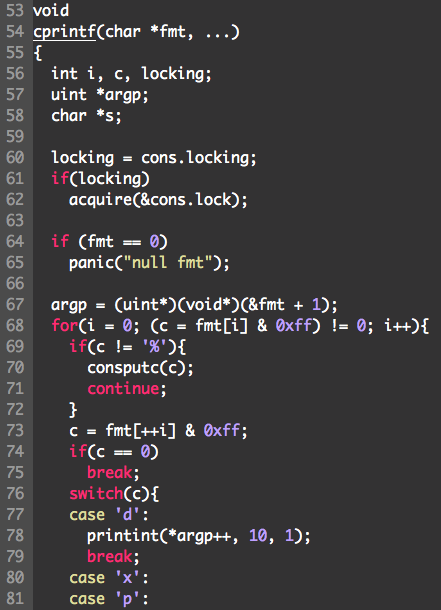 53 void
54 cprintf(char *fmt, ...)
55 {
56   int i, c, locking;
57   uint *argp;
58   char *s;
59
60   locking = cons.locking;
61   if(locking)
62     acquire(&cons.lock);
63
64   if (fmt == 0)
65     panic("null fmt");
66
67   argp = (uint*)(void*)(&fmt + 1);
68   for(i = 0; (c = fmt[i] & 0xff) != 0; i++){
69     if(c != '%'){
70       consputc(c);
71       continue;
72     }
73     c = fmt[++i] & 0xff;
74     if(c == 0)
75       break;
76     switch(c){
77     case 'd':
78       printint(*argp++, 10, 1);
79       break;
80     case 'x':
81     case 'p':